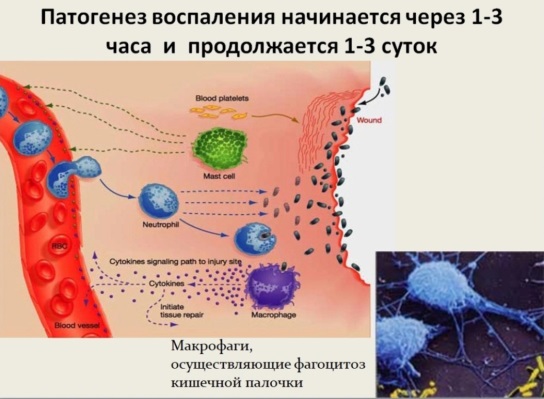 Патогенез воспаления начинается через 1-3
часа и продолжается 1-3 суток
Blood platelets
Wound
Mast cell
Neutrophil
RBC
Cytokines signaling path to injury site
Cytokines
Initiate
tissue repair
Macrophage
Blood vessel
Макрофаги,
осуществляющие фагоцитоз
кишечной палочки